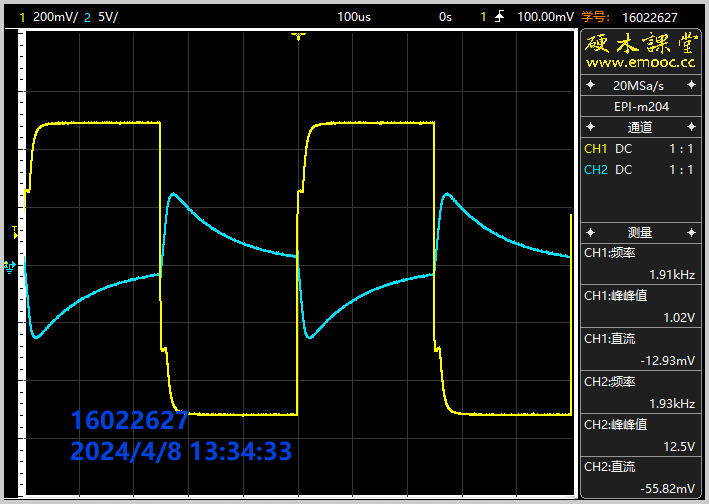 1 200mV/ 2 5V/ 100us 0s 1 100.00mV 学号: 16022627
硬木課堂
www.emooc.cc
20MSa/s
EPI-m204
通道
CH1 DC 1 : 1
CH2 DC 1 : 1
测量
CH1:频率
1.91kHz
CH1:峰峰值
1.02V
CH1:直流
-12.93mV
CH2:频率
1.93kHz
CH2:峰峰值
12.5V
CH2:直流
-55.82mV
T
16022627
2024/4/8 13:34:33